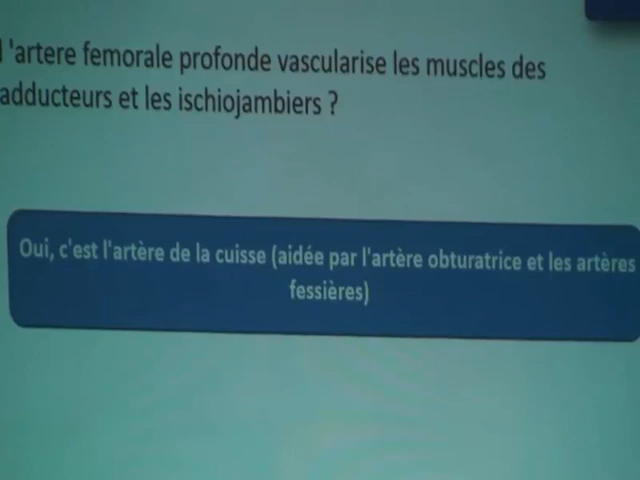 l 'artere femorale profonde vascularise les muscles des
adducteurs et les ischiojambiers ?
Oui, c'est l'artère de la cuisse (aidée par l'artère obturatrice et les artères
fessières)